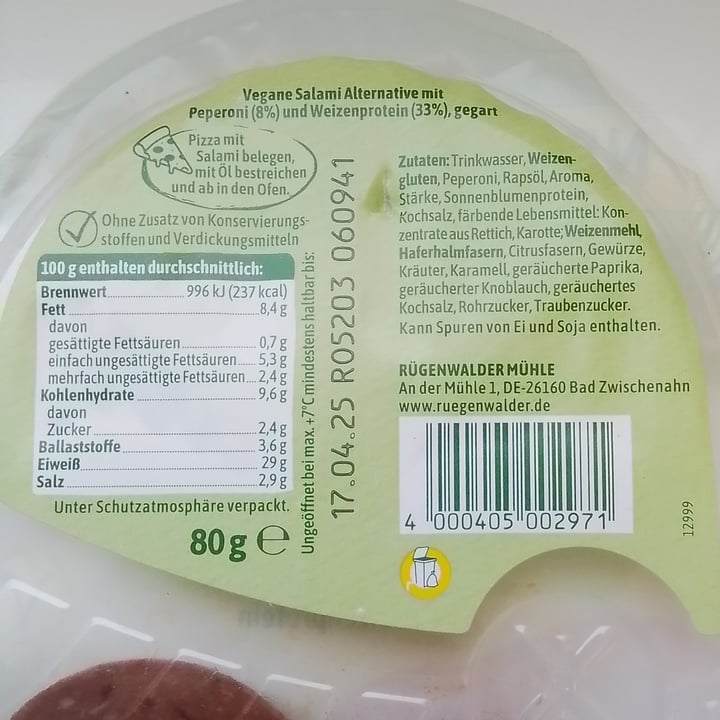 Vegane Salami Alternative mit
Peperoni (8%) und Weizenprotein (33%), gegart
Pizza mit
Salami belegen,
mit Öl bestreichen
und ab in den Ofen.
Ohne Zusatz von Konservierungs-
stoffen und Verdickungsmitteln
100 g enthalten durchschnittlich:
Brennwert 996 kJ (237 kcal)
Fett 8,4 g
davon
gesättigte Fettsäuren 0,7 g
einfach ungesättigte Fettsäuren 5,3 g
mehrfach ungesättigte Fettsäuren 2,4 g
Kohlenhydrate 9,6 g
davon
Zucker 2,4 g
Ballaststoffe 3,6 g
Eiweiß 29 g
Salz 2,9 g
Unter Schutzatmosphäre verpackt.
80 g e
Ungeöffnet bei max. +7°C mindestens haltbar bis:
17.04.25 R05203 060941
Zutaten: Trinkwasser, Weizen-
gluten, Peperoni, Rapsöl, Aroma,
Stärke, Sonnenblumenprotein,
Kochsalz, färbende Lebensmittel: Kon-
zentrate aus Rettich, Karotte; Weizenmehl,
Haferhalmfasern, Citrusfasern, Gewürze,
Kräuter, Karamell, geräucherte Paprika,
geräucherter Knoblauch, geräuchertes
Kochsalz, Rohrzucker, Traubenzucker.
Kann Spuren von Ei und Soja enthalten.
RÜGENWALDER MÜHLE
An der Mühle 1, DE-26160 Bad Zwischenahn
www.ruegenwalder.de
4 000405 002971
12999